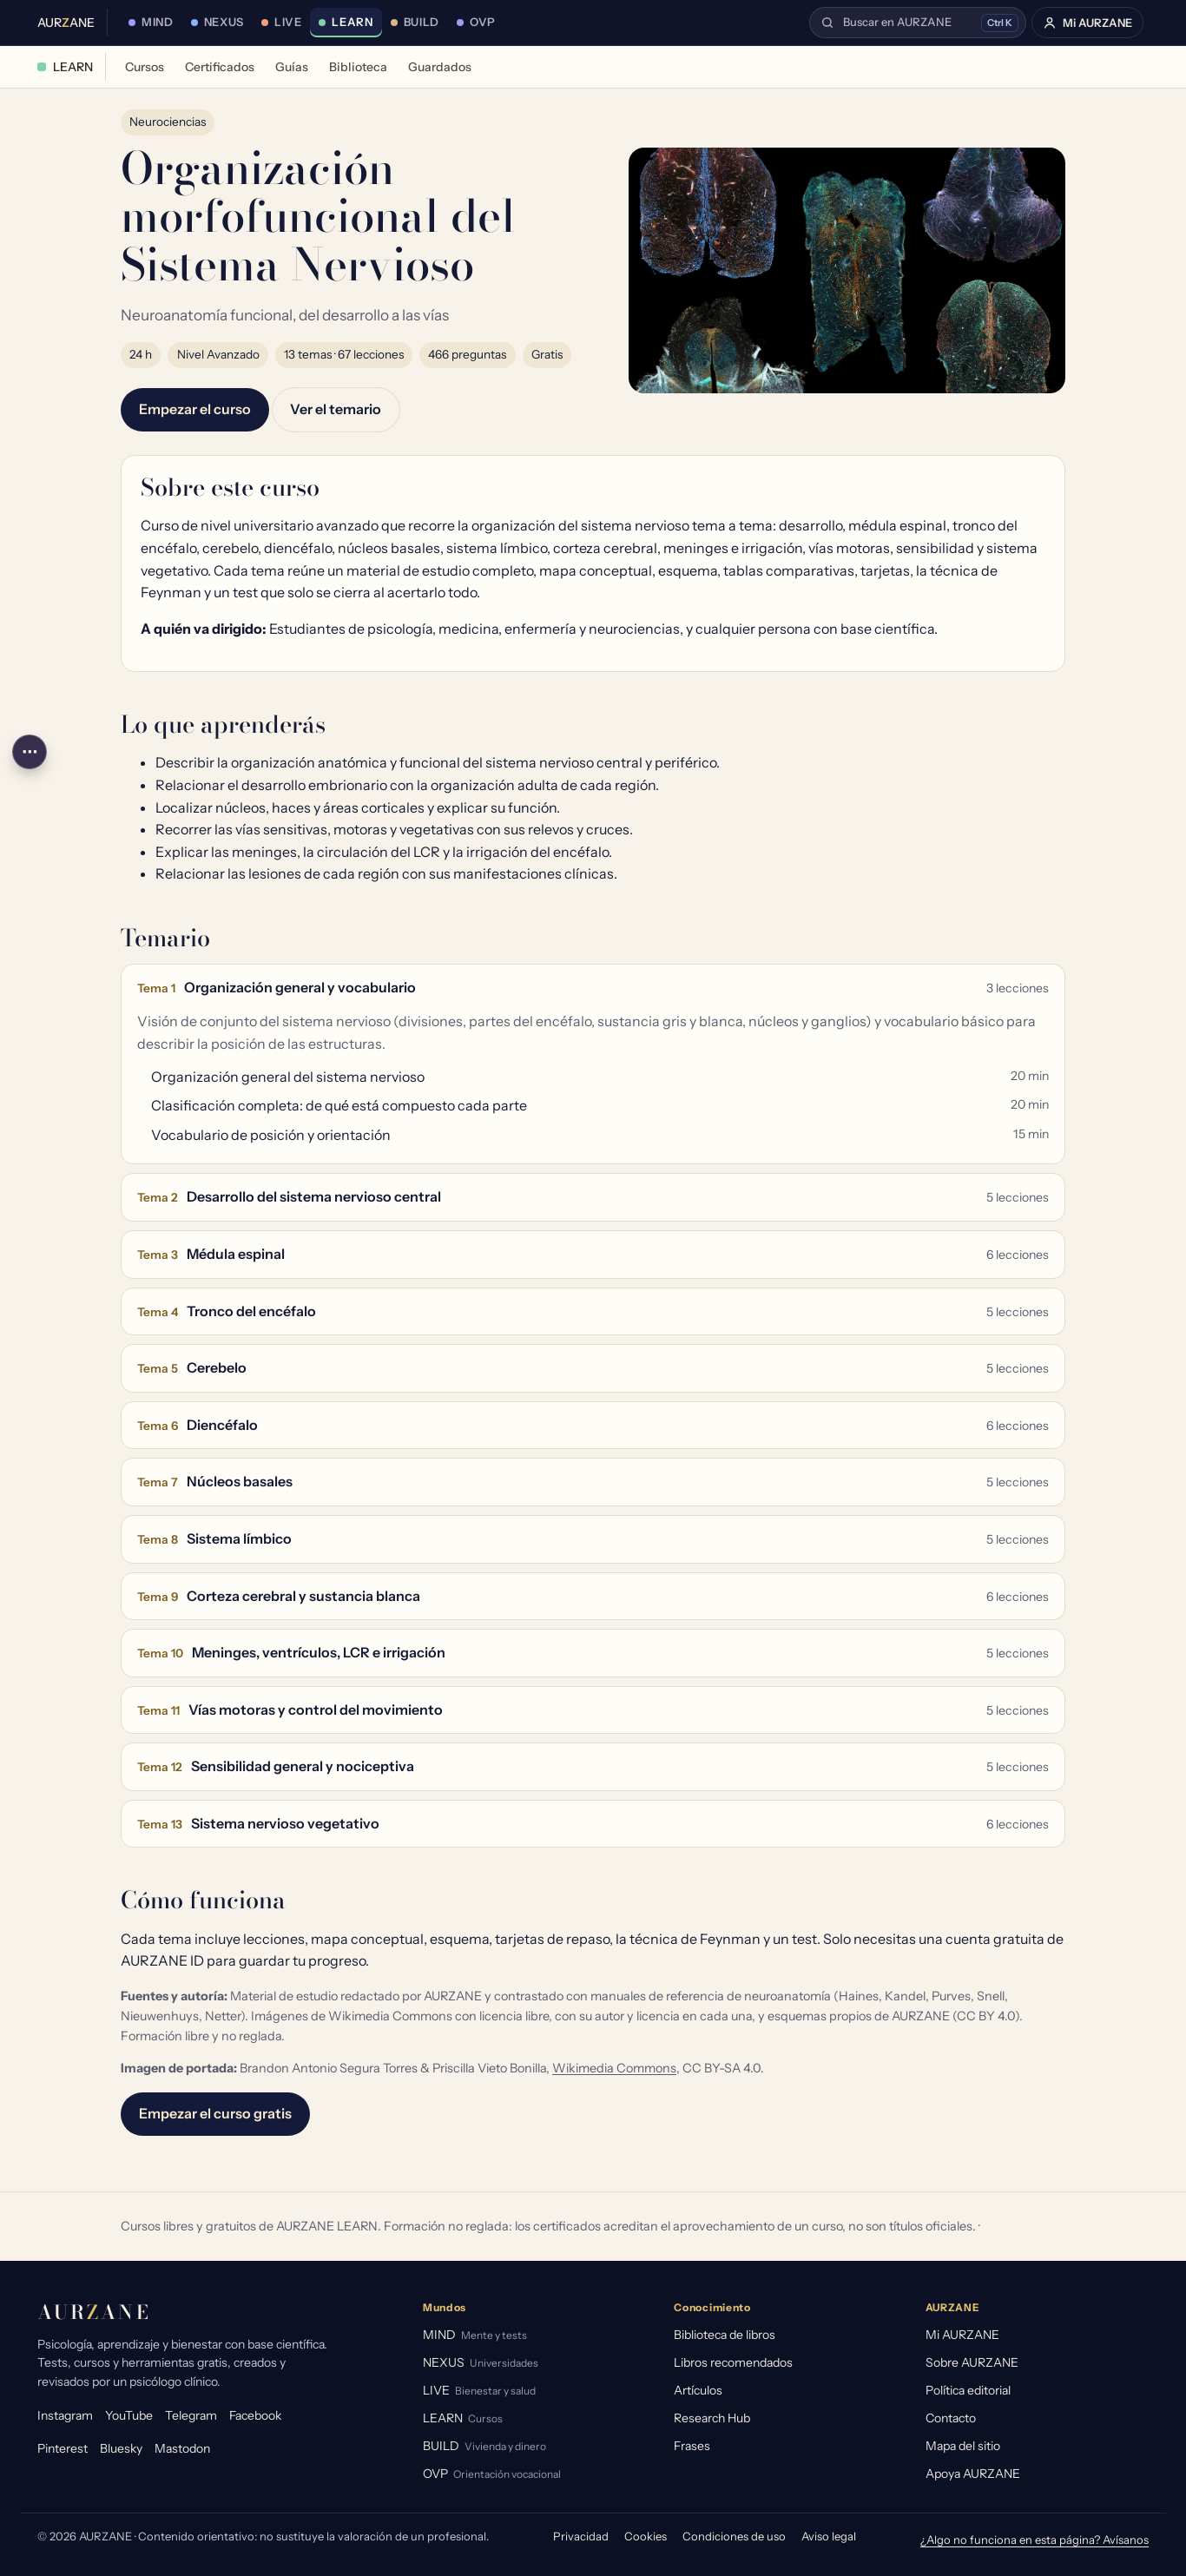 AURZANE
MIND
NEXUS
LIVE
LEARN
BUILD
OVP
Buscar en AURZANE
Ctrl K
Mi AURZANE
LEARN
Cursos
Certificados
Guías
Biblioteca
Guardados
Neurociencias
Organización
morfofuncional del
Sistema Nervioso
Neuroanatomía funcional, del desarrollo a las vías
24 h
Nivel Avanzado
13 temas · 67 lecciones
466 preguntas
Gratis
Empezar el curso
Ver el temario
Sobre este curso
Curso de nivel universitario avanzado que recorre la organización del sistema nervioso tema a tema: desarrollo, médula espinal, tronco del
encéfalo, cerebelo, diencéfalo, núcleos basales, sistema límbico, corteza cerebral, meninges e irrigación, vías motoras, sensibilidad y sistema
vegetativo. Cada tema reúne un material de estudio completo, mapa conceptual, esquema, tablas comparativas, tarjetas, la técnica de
Feynman y un test que solo se cierra al acertarlo todo.
A quién va dirigido: Estudiantes de psicología, medicina, enfermería y neurociencias, y cualquier persona con base científica.
Lo que aprenderás
• Describir la organización anatómica y funcional del sistema nervioso central y periférico.
• Relacionar el desarrollo embrionario con la organización adulta de cada región.
• Localizar núcleos, haces y áreas corticales y explicar su función.
• Recorrer las vías sensitivas, motoras y vegetativas con sus relevos y cruces.
• Explicar las meninges, la circulación del LCR y la irrigación del encéfalo.
• Relacionar las lesiones de cada región con sus manifestaciones clínicas.
Temario
Tema 1 Organización general y vocabulario 3 lecciones
Visión de conjunto del sistema nervioso (divisiones, partes del encéfalo, sustancia gris y blanca, núcleos y ganglios) y vocabulario básico para
describir la posición de las estructuras.
Organización general del sistema nervioso 20 min
Clasificación completa: de qué está compuesto cada parte 20 min
Vocabulario de posición y orientación 15 min
Tema 2 Desarrollo del sistema nervioso central 5 lecciones
Tema 3 Médula espinal 6 lecciones
Tema 4 Tronco del encéfalo 5 lecciones
Tema 5 Cerebelo 5 lecciones
Tema 6 Diencéfalo 6 lecciones
Tema 7 Núcleos basales 5 lecciones
Tema 8 Sistema límbico 5 lecciones
Tema 9 Corteza cerebral y sustancia blanca 6 lecciones
Tema 10 Meninges, ventrículos, LCR e irrigación 5 lecciones
Tema 11 Vías motoras y control del movimiento 5 lecciones
Tema 12 Sensibilidad general y nociceptiva 5 lecciones
Tema 13 Sistema nervioso vegetativo 6 lecciones
Cómo funciona
Cada tema incluye lecciones, mapa conceptual, esquema, tarjetas de repaso, la técnica de Feynman y un test. Solo necesitas una cuenta gratuita de
AURZANE ID para guardar tu progreso.
Fuentes y autoría: Material de estudio redactado por AURZANE y contrastado con manuales de referencia de neuroanatomía (Haines, Kandel, Purves, Snell,
Nieuwenhuys, Netter). Imágenes de Wikimedia Commons con licencia libre, con su autor y licencia en cada una, y esquemas propios de AURZANE (CC BY 4.0).
Formación libre y no reglada.
Imagen de portada: Brandon Antonio Segura Torres & Priscilla Vieto Bonilla, Wikimedia Commons, CC BY-SA 4.0.
Empezar el curso gratis
Cursos libres y gratuitos de AURZANE LEARN. Formación no reglada: los certificados acreditan el aprovechamiento de un curso, no son títulos oficiales. ·
AURZANE
Psicología, aprendizaje y bienestar con base científica.
Tests, cursos y herramientas gratis, creados y
revisados por un psicólogo clínico.
Instagram YouTube Telegram Facebook
Pinterest Bluesky Mastodon
Mundos
MIND Mente y tests
NEXUS Universidades
LIVE Bienestar y salud
LEARN Cursos
BUILD Vivienda y dinero
OVP Orientación vocacional
Conocimiento
Biblioteca de libros
Libros recomendados
Artículos
Research Hub
Frases
AURZANE
Mi AURZANE
Sobre AURZANE
Política editorial
Contacto
Mapa del sitio
Apoya AURZANE
© 2026 AURZANE · Contenido orientativo: no sustituye la valoración de un profesional.
Privacidad Cookies Condiciones de uso Aviso legal
¿Algo no funciona en esta página? Avísanos